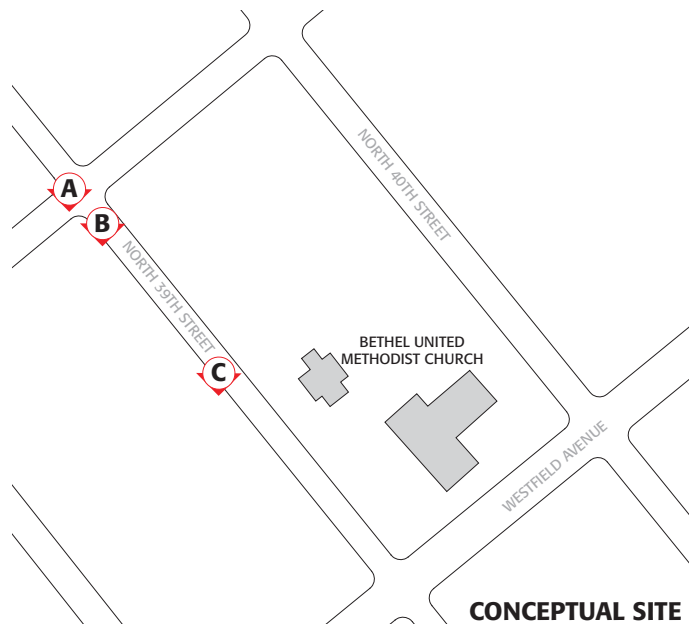 NORTH 40TH STREET
A
B
NORTH 39TH STREET
BETHEL UNITED
METHODIST CHURCH
C
WESTFIELD AVENUE
CONCEPTUAL SITE